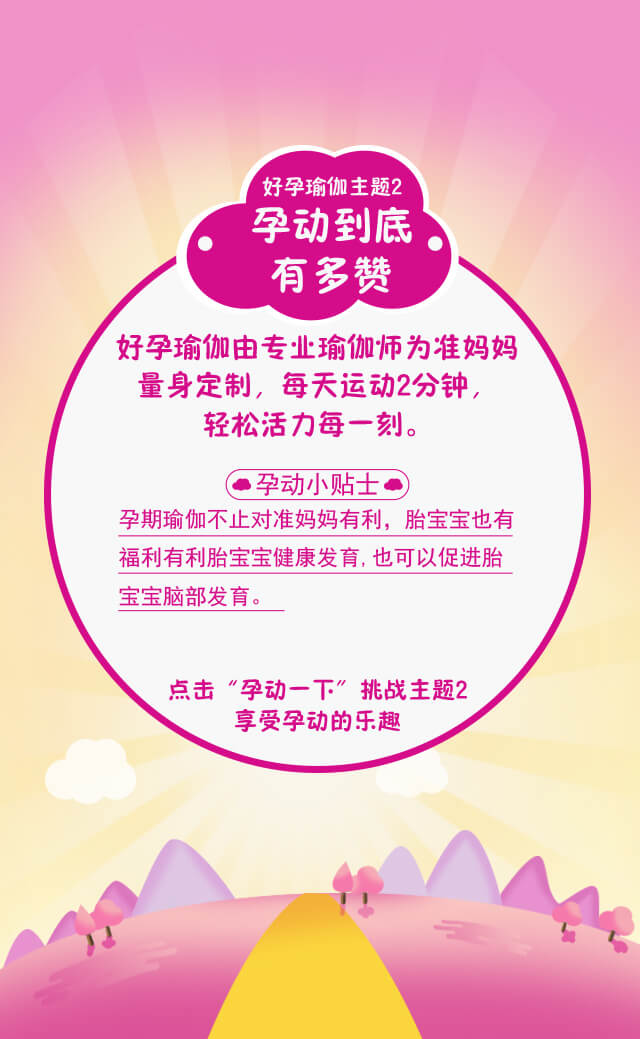 好孕瑜伽主题2
孕动到底
有多赞
好孕瑜伽由专业瑜伽师为准妈妈
量身定制，每天运动2分钟，
轻松活力每一刻。
孕动小贴士
孕期瑜伽不止对准妈妈有利，胎宝宝也有
福利有利胎宝宝健康发育,也可以促进胎
宝宝脑部发育。
点击“孕动一下”挑战主题2
享受孕动的乐趣